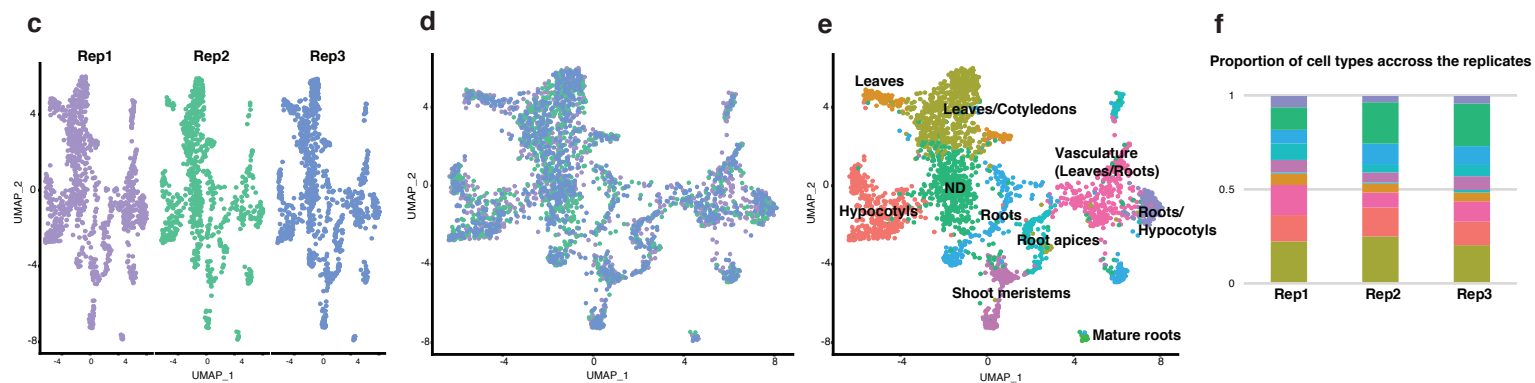 c
Rep1
Rep2
Rep3
UMAP_2
4
0
-4
-8
-4
0
4
-4
0
4
-4
0
4
UMAP_1
d
UMAP_2
4
0
-4
-8
-4
0
4
8
UMAP_1
e
Leaves
Leaves/Cotyledons
Vasculature
(Leaves/Roots)
ND
Hypocotyls
Roots
Roots/
Hypocotyls
Root apices
Shoot meristems
Mature roots
UMAP_2
4
0
-4
-8
-4
0
4
8
UMAP_1
f
Proportion of cell types accross the replicates
1
0.5
0
Rep1
Rep2
Rep3